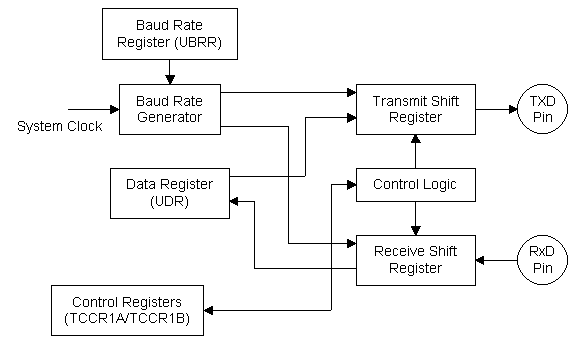 Baud Rate
Register (UBRR)
Baud Rate
Generator
System Clock
Transmit Shift
Register
TXD
Pin
Data Register
(UDR)
Control Logic
Receive Shift
Register
RxD
Pin
Control Registers
(TCCR1A/TCCR1B)